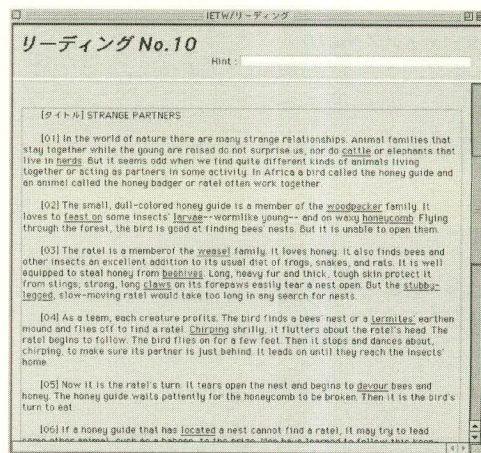 IETW/リーディング
リーディング No.10
Hint :
[タイトル] STRANGE PARTNERS
[01] In the world of nature there are many strange relationships. Animal families that
stay together while the young are raised do not surprise us, nor do cattle or elephants that
live in herds. But it seems odd when we find quite different kinds of animals living
together or acting as partners in some activity. In Africa a bird called the honey guide and
an animal called the honey badger or ratel often work together.
[02] The small, dull-colored honey guide is a member of the woodpecker family. It
loves to feast on some insects' larvae--wormlike young-- and on waxy honeycomb. Flying
through the forest, the bird is good at finding bees' nests. But it is unable to open them.
[03] The ratel is a memberof the weasel family. It loves honey. It also finds bees and
other insects an excellent addition to its usual diet of frogs, snakes, and rats. It is well
equipped to steal honey from beehives. Long, heavy fur and thick, tough skin protect it
from stings; strong, long claws on its forepaws easily tear a nest open. But the stubby-
legged, slow-moving ratel would take too long in any search for nests.
[04] As a team, each creature profits. The bird finds a bees' nest or a termites' earthen
mound and flies off to find a ratel. Chirping shrilly, it flutters about the ratel's head. The
ratel begins to follow. The bird flies on for a few feet. Then it stops and dances about,
chirping, to make sure its partner is just behind. It leads on until they reach the insects'
home.
[05] Now it is the ratel's turn. It tears open the nest and begins to devour bees and
honey. The honey guide waits patiently for the honeycomb to be broken. Then it is the bird's
turn to eat.
[06] If a honey guide that has located a nest cannot find a ratel, it may try to lead
some other animal, such as a baboon, to the prize. Men have learned to follow this